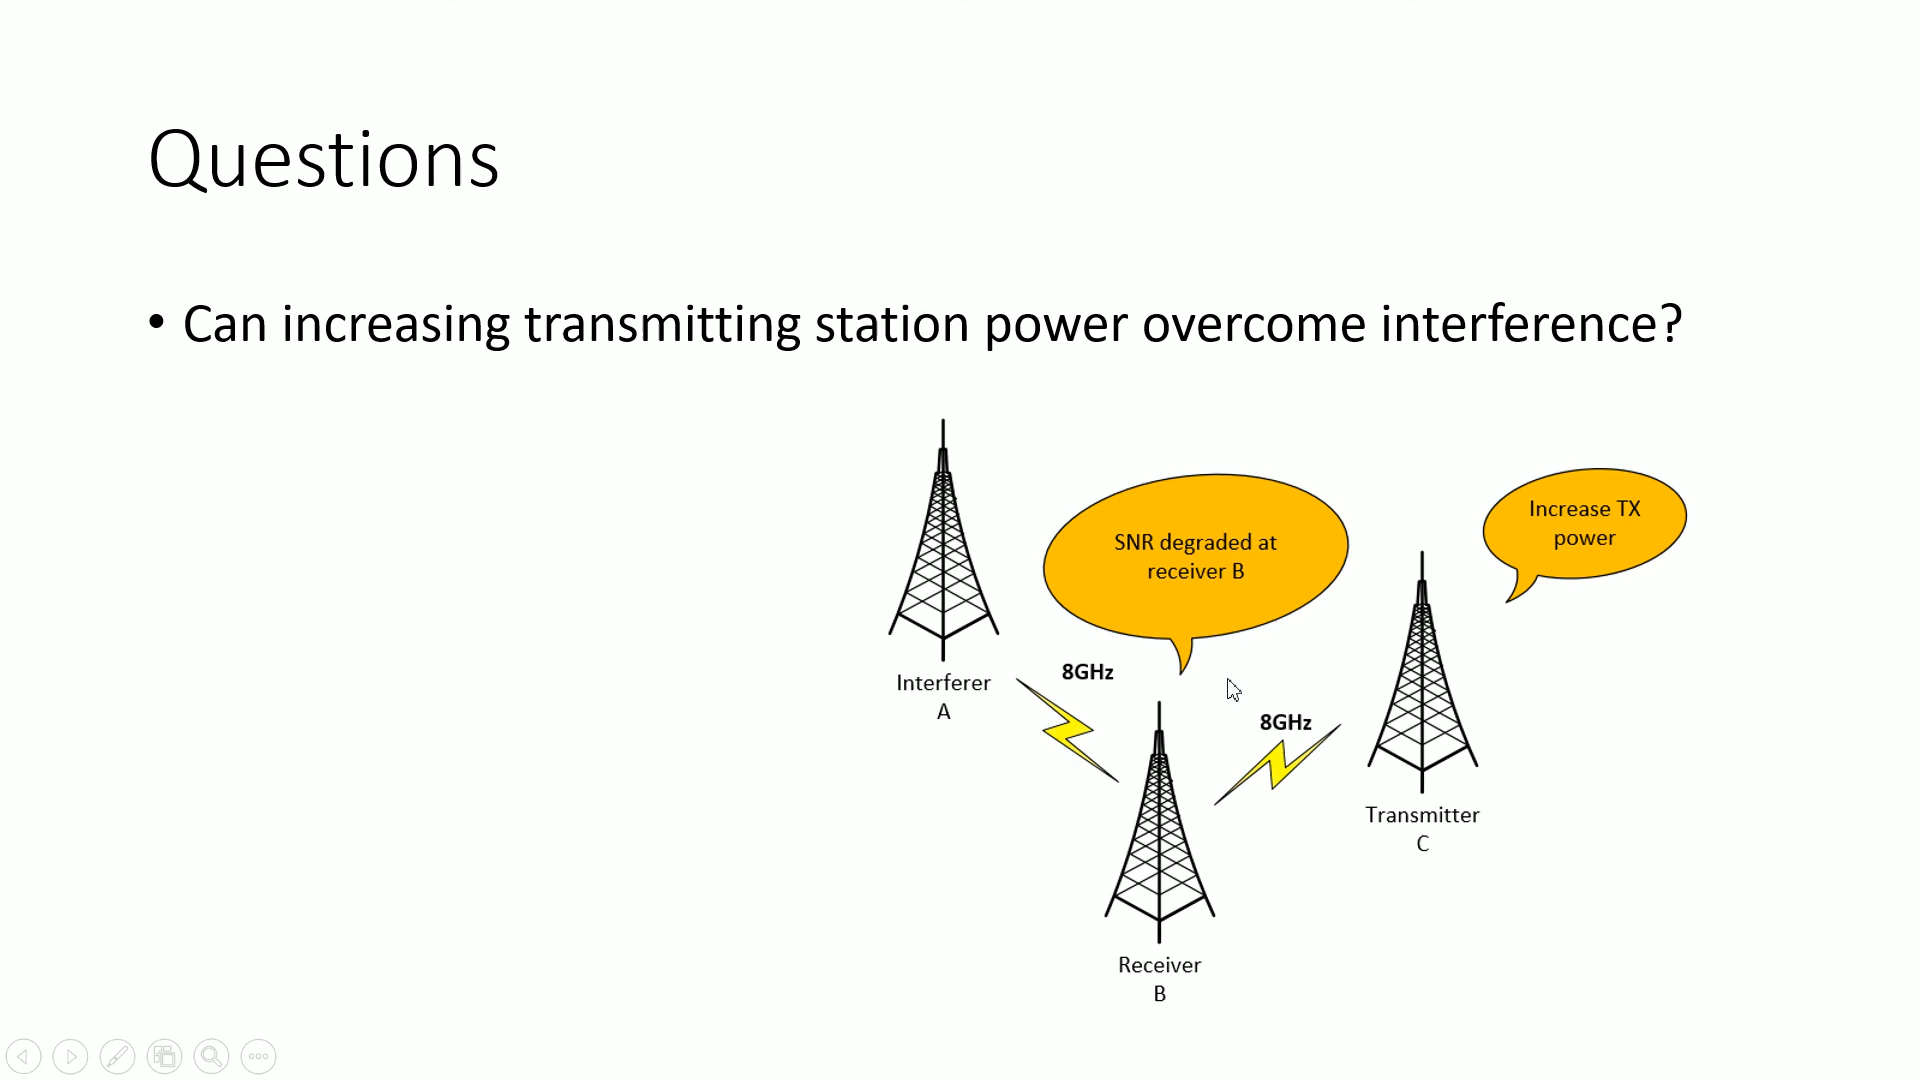 Questions
• Can increasing transmitting station power overcome interference?
Increase TX
power
SNR degraded at
receiver B
8GHz
Interferer
A
8GHz
Transmitter
C
Receiver
B